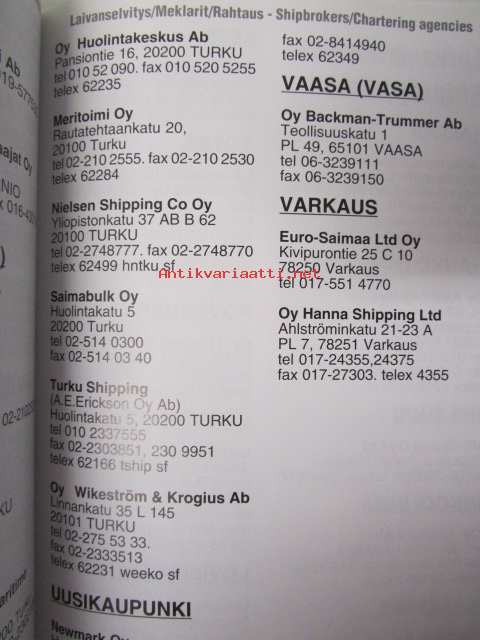 Laivanselvitys/Meklarit/Rahtaus - Shipbrokers/Chartering agencies
Oy Huolintakeskus Ab
Pansiontie 16, 20200 TURKU
tel 010 52 090. fax 010 520 5255
telex 62235
Meritoimi Oy
Rautatehtaankatu 20,
20100 Turku
tel 02-210 2555. fax 02-210 2530
telex 62284
Nielsen Shipping Co Oy
Yliopistonkatu 37 AB B 62
20100 TURKU
tel 02-2748777. fax 02-2748770
telex 62499 hntku sf
Saimabulk Oy
Huolintakatu 5
20200 Turku
tel 02-514 0300
fax 02-514 03 40
Turku Shipping
(A.E.Erickson Oy Ab)
Huolintakatu 5, 20200 TURKU
tel 010 2337555
fax 02-2303851, 230 9951
telex 62166 tship sf
Oy Wikeström & Krogius Ab
Linnankatu 35 L 145
20101 TURKU
tel 02-275 53 33.
fax 02-2333513
telex 62231 weeko sf
UUSIKAUPUNKI
Newmark Oy
fax 02-8414940
telex 62349
VAASA (VASA)
Oy Backman-Trummer Ab
Teollisuuskatu 1
PL 49, 65101 VAASA
tel 06-3239111
fax 06-3239150
VARKAUS
Euro-Saimaa Ltd Oy
Kivipurontie 25 C 10
78250 Varkaus
tel 017-551 4770
Oy Hanna Shipping Ltd
Ahlströminkatu 21-23 A
PL 7, 78251 Varkaus
tel 017-24355,24375
fax 017-27303. telex 4355
Antikvariaatti.net